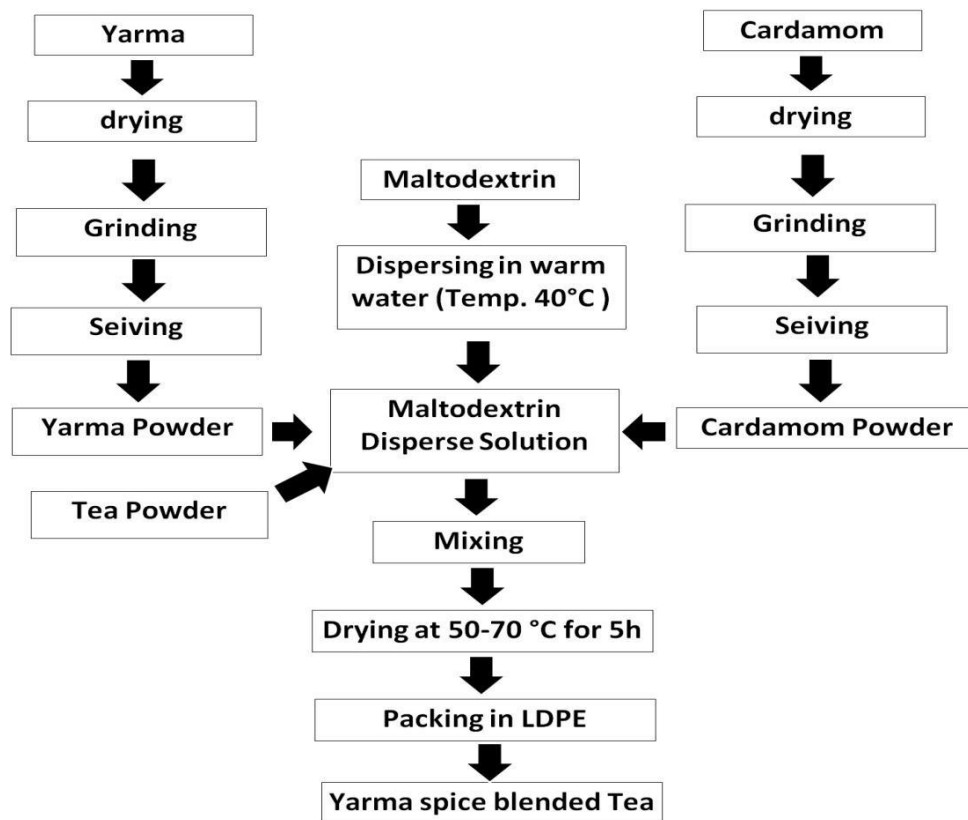 Yarma
drying
Grinding
Seiving
Yarma Powder
Tea Powder
Maltodextrin
Dispersing in warm
water (Temp. 40°C )
Maltodextrin
Disperse Solution
Cardamom
drying
Grinding
Seiving
Cardamom Powder
Mixing
Drying at 50-70 °C for 5h
Packing in LDPE
Yarma spice blended Tea